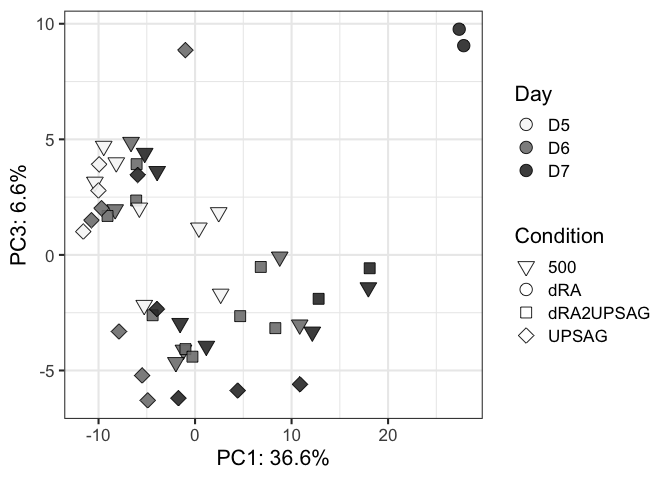 10
5
0
-5
PC3: 6.6%
-10
0
10
20
PC1: 36.6%
Day
D5
D6
D7
Condition
500
dRA
dRA2UPSAG
UPSAG